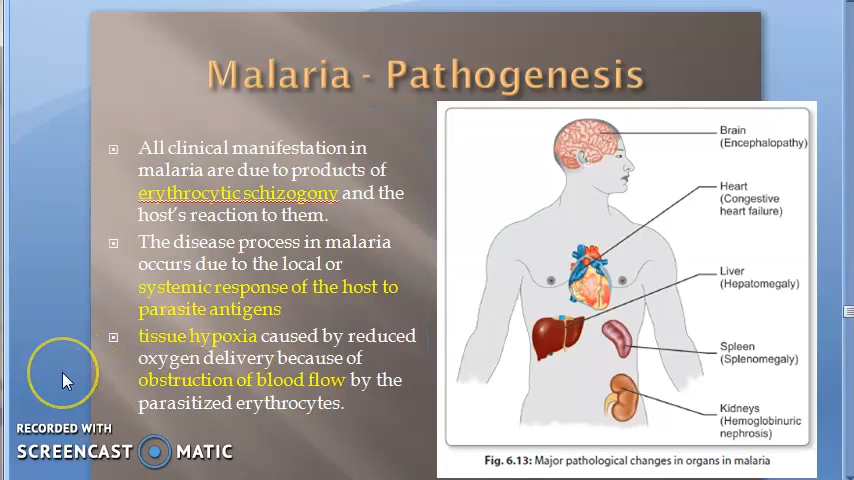 Malaria - Pathogenesis
All clinical manifestation in
malaria are due to products of
erythrocytic schizogony and the
host's reaction to them.
The disease process in malaria
occurs due to the local or
systemic response of the host to
parasite antigens
tissue hypoxia caused by reduced
oxygen delivery because of
obstruction of blood flow by the
parasitized erythrocytes.
Brain
(Encephalopathy)
Heart
(Congestive
heart failure)
Liver
(Hepatomegaly)
Spleen
(Splenomegaly)
Kidneys
(Hemoglobinuric
nephrosis)
Fig. 6.13: Major pathological changes in organs in malaria
RECORDED WITH
SCREENCAST MATIC